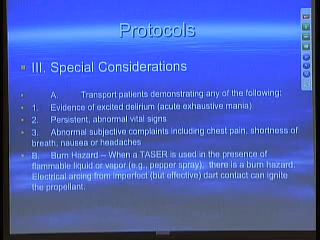 Protocols
III. Special Considerations
A. Transport patients demonstrating any of the following:
1. Evidence of excited delirium (acute exhaustive mania)
2. Persistent, abnormal vital signs
3. Abnormal subjective complaints including chest pain, shortness of
breath, nausea or headaches
B. Burn Hazard – When a TASER is used in the presence of
flammable liquid or vapor (e.g., pepper spray), there is a burn hazard.
Electrical arcing from imperfect (but effective) dart contact can ignite
the propellant.